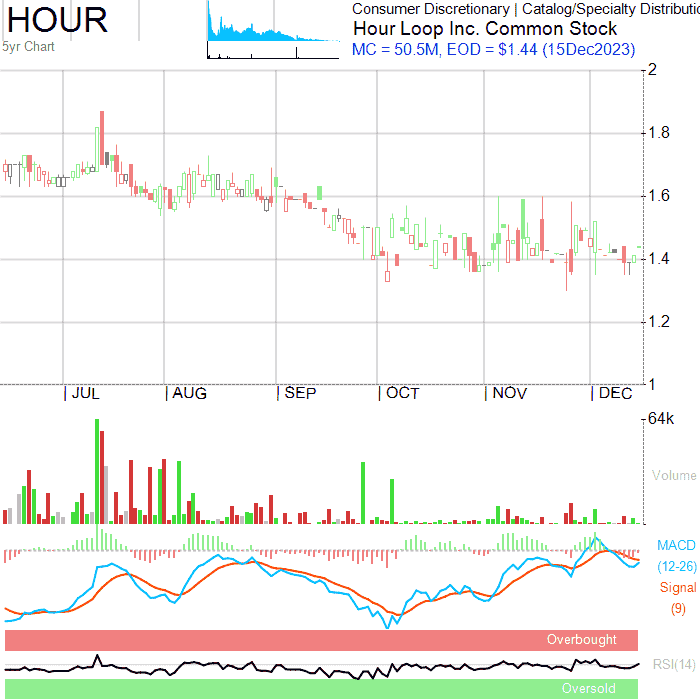 HOUR
5yr Chart
Consumer Discretionary | Catalog/Specialty Distributio
Hour Loop Inc. Common Stock
MC = 50.5M, EOD = $1.44 (15Dec2023)
2
1.8
1.6
1.4
1.2
1
JUL AUG SEP OCT NOV DEC
64k
Volume
MACD
(12-26)
Signal
(9)
Overbought
RSI(14)
Oversold